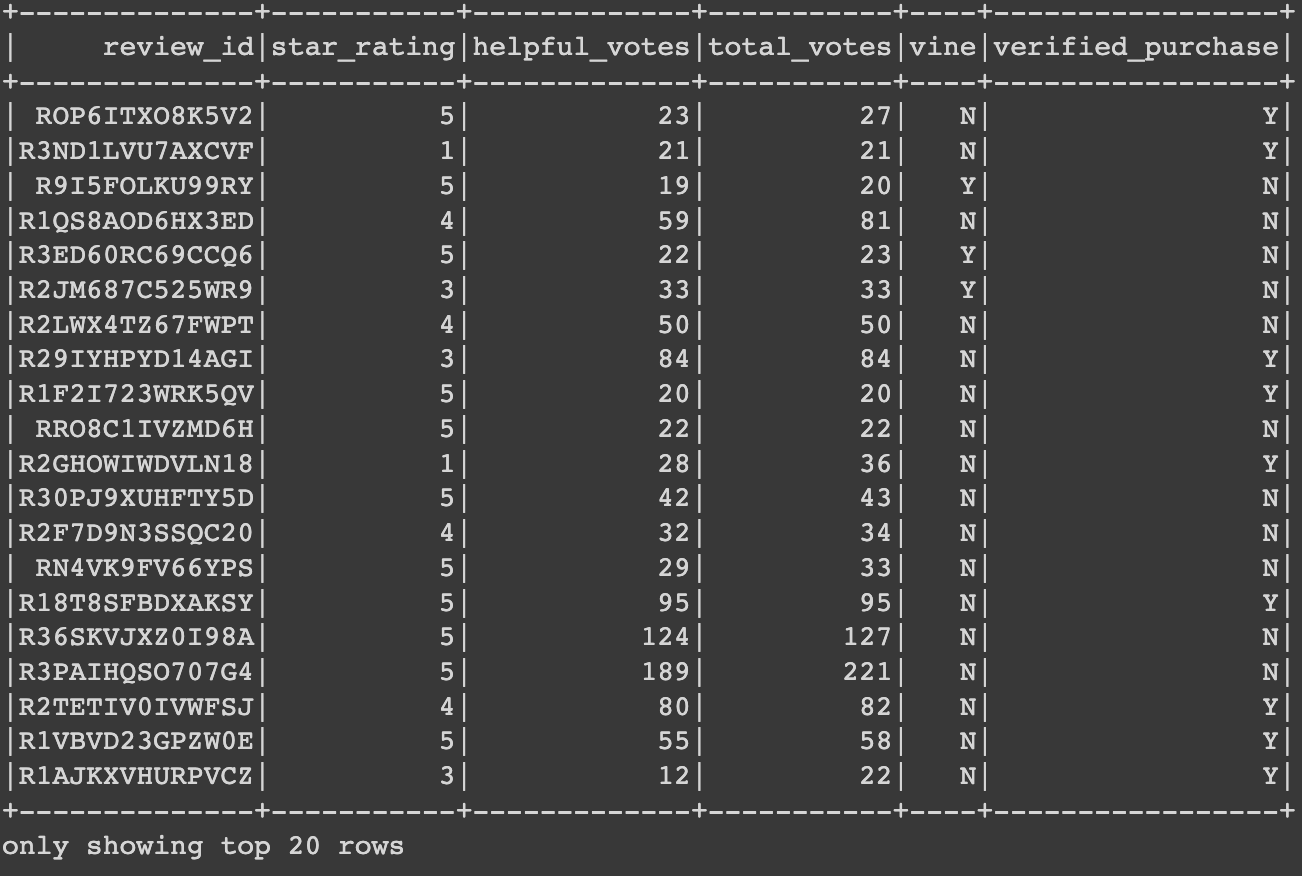 +-------------+-----------+-------------+-----------+----+-----------------+
|    review_id|star_rating|helpful_votes|total_votes|vine|verified_purchase|
+-------------+-----------+-------------+-----------+----+-----------------+
| ROP6ITXO8K5V2|          5|           23|         27|   N|                Y|
|R3ND1LVU7AXCVF|          1|           21|         21|   N|                Y|
| R9I5FOLKU99RY|          5|           19|         20|   Y|                N|
|R1QS8AOD6HX3ED|          4|           59|         81|   N|                N|
|R3ED60RC69CCQ6|          5|           22|         23|   Y|                N|
|R2JM687C525WR9|          3|           33|         33|   Y|                N|
|R2LWX4TZ67FWPT|          4|           50|         50|   N|                N|
|R29IYHPYD14AGI|          3|           84|         84|   N|                Y|
|R1F2I723WRK5QV|          5|           20|         20|   N|                Y|
| RRO8C1IVZMD6H|          5|           22|         22|   N|                N|
|R2GHOWIWDVLN18|          1|           28|         36|   N|                Y|
|R30PJ9XUHFTY5D|          5|           42|         43|   N|                N|
|R2F7D9N3SSQC20|          4|           32|         34|   N|                N|
| RN4VK9FV66YPS|          5|           29|         33|   N|                N|
|R18T8SFBDXAKSY|          5|           95|         95|   N|                Y|
|R36SKVJXZ0I98A|          5|          124|        127|   N|                N|
|R3PAIHQSO707G4|          5|          189|        221|   N|                N|
|R2TETIV0IVWFSJ|          4|           80|         82|   N|                Y|
|R1VBVD23GPZW0E|          5|           55|         58|   N|                Y|
|R1AJKXVHURPVCZ|          3|           12|         22|   N|                Y|
+-------------+-----------+-------------+-----------+----+-----------------+
only showing top 20 rows